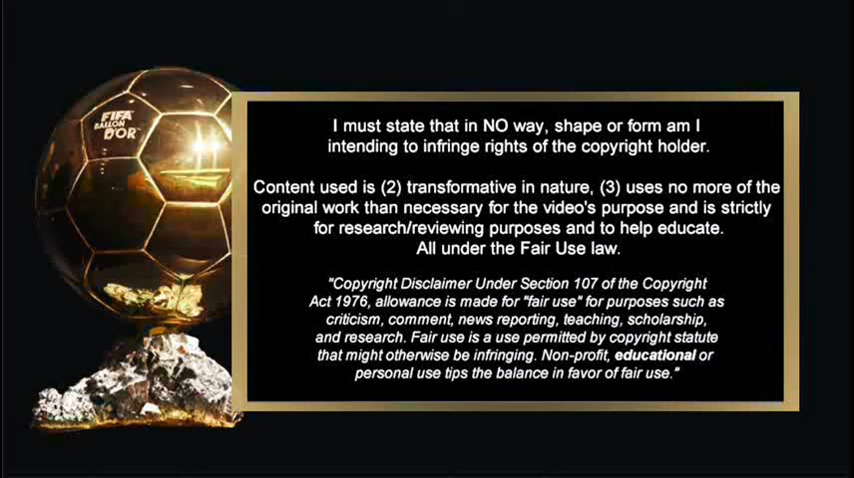 FIFA
BALLON
D'OR
I must state that in NO way, shape or form am I
intending to infringe rights of the copyright holder.
Content used is (2) transformative in nature, (3) uses no more of the
original work than necessary for the video's purpose and is strictly
for research/reviewing purposes and to help educate.
All under the Fair Use law.
"Copyright Disclaimer Under Section 107 of the Copyright
Act 1976, allowance is made for "fair use" for purposes such as
criticism, comment, news reporting, teaching, scholarship,
and research. Fair use is a use permitted by copyright statute
that might otherwise be infringing. Non-profit, educational or
personal use tips the balance in favor of fair use."